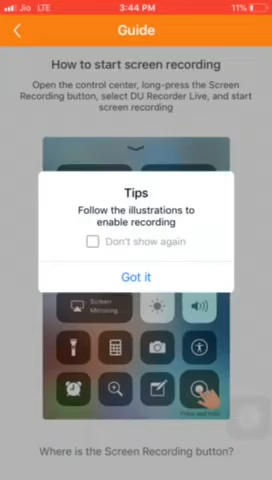 Jio LTE 3:44 PM 11%
Guide
How to start screen recording
Open the control center, long-press the Screen
Recording button, select DU Recorder Live, and start
screen recording
Tips
Follow the illustrations to
enable recording
Don't show again
Got it
Screen
Mirroring
Press and hold
Where is the Screen Recording button?